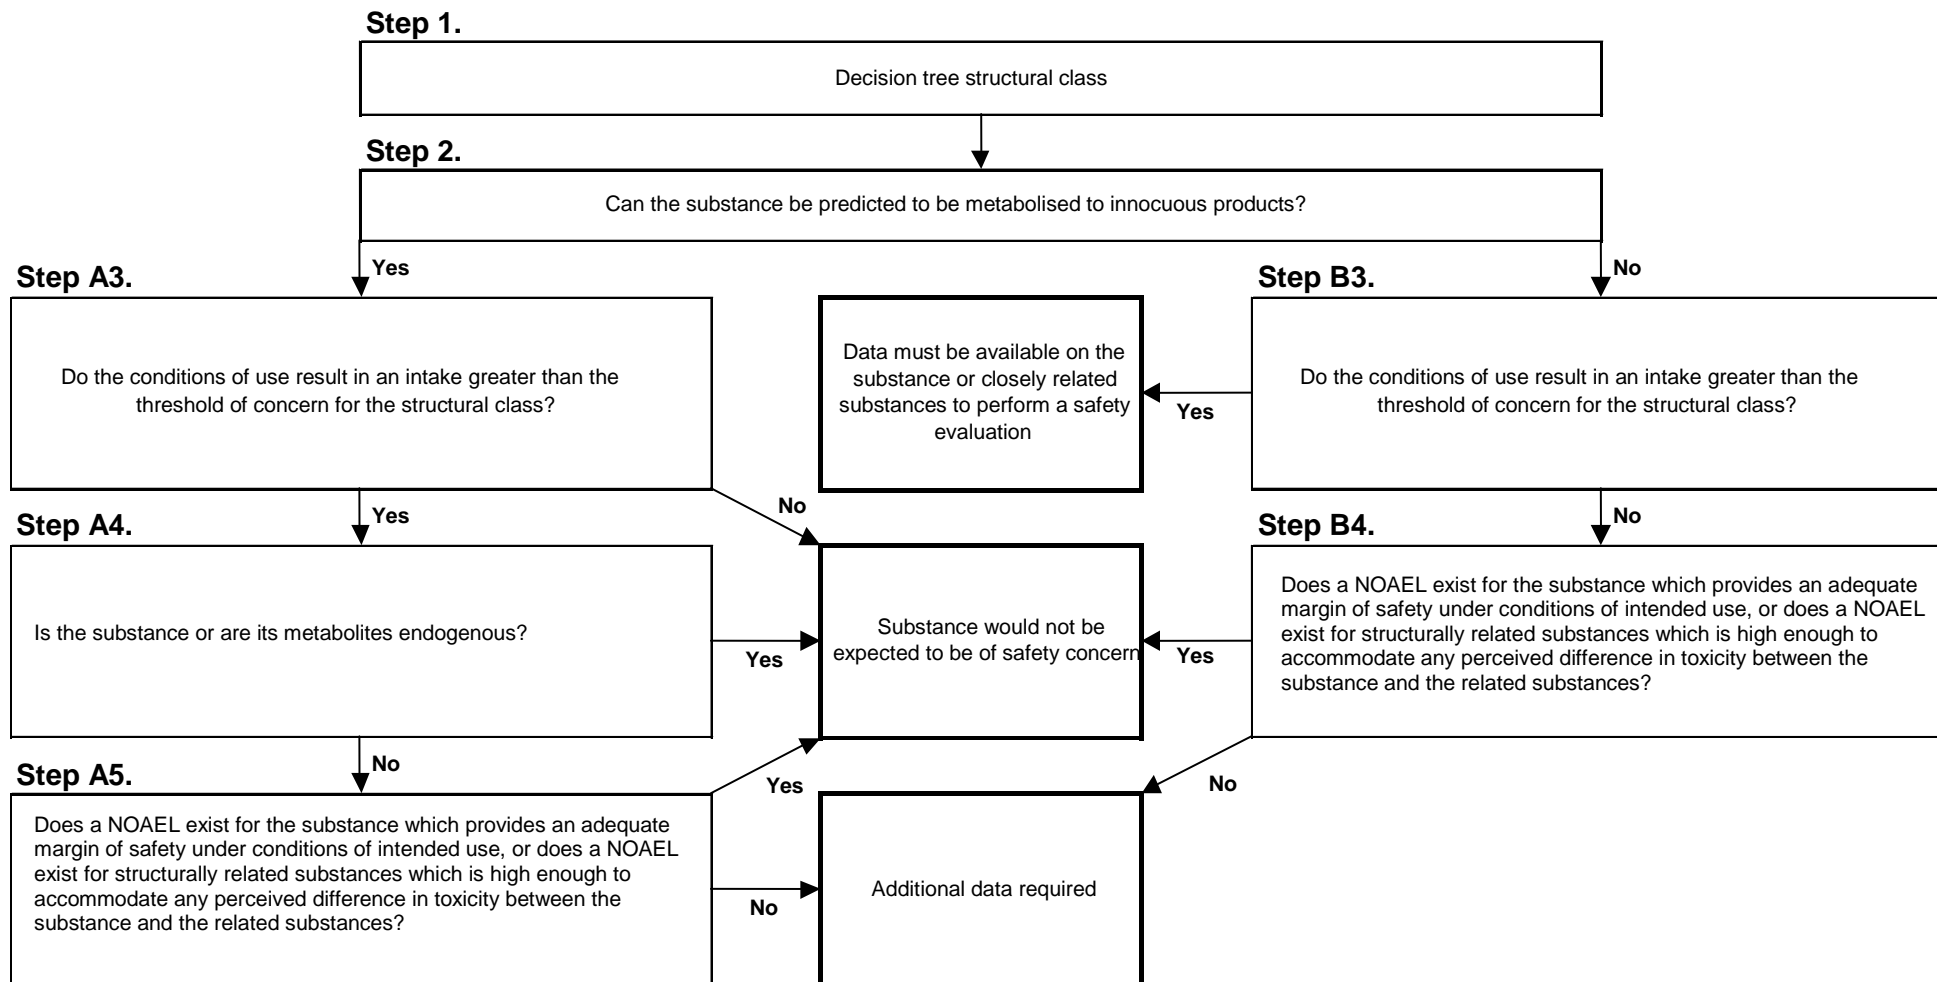 Step 1.
Decision tree structural class
Step 2.
Can the substance be predicted to be metabolised to innocuous products?
Yes
No
Step A3.
Do the conditions of use result in an intake greater than the
threshold of concern for the structural class?
Data must be available on the
substance or closely related
substances to perform a safety
evaluation
Yes
Step B3.
Do the conditions of use result in an intake greater than the
threshold of concern for the structural class?
Yes
No
No
Step A4.
Is the substance or are its metabolites endogenous?
Yes
Substance would not be
expected to be of safety concern
Yes
Step B4.
Does a NOAEL exist for the substance which provides an adequate
margin of safety under conditions of intended use, or does a NOAEL
exist for structurally related substances which is high enough to
accommodate any perceived difference in toxicity between the
substance and the related substances?
No
Yes
No
Step A5.
Does a NOAEL exist for the substance which provides an adequate
margin of safety under conditions of intended use, or does a NOAEL
exist for structurally related substances which is high enough to
accommodate any perceived difference in toxicity between the
substance and the related substances?
No
Additional data required